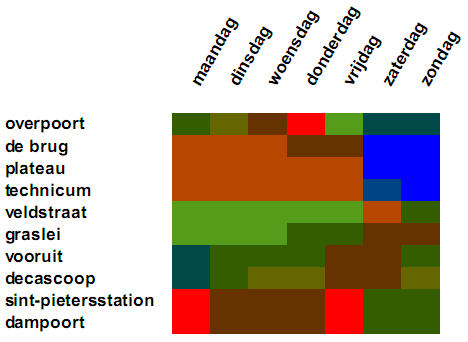 maandag
dinsdag
woensdag
donderdag
vrijdag
zaterdag
zondag
overpoort
de brug
plateau
technicum
veldstraat
graslei
vooruit
decascoop
sint-pietersstation
dampoort